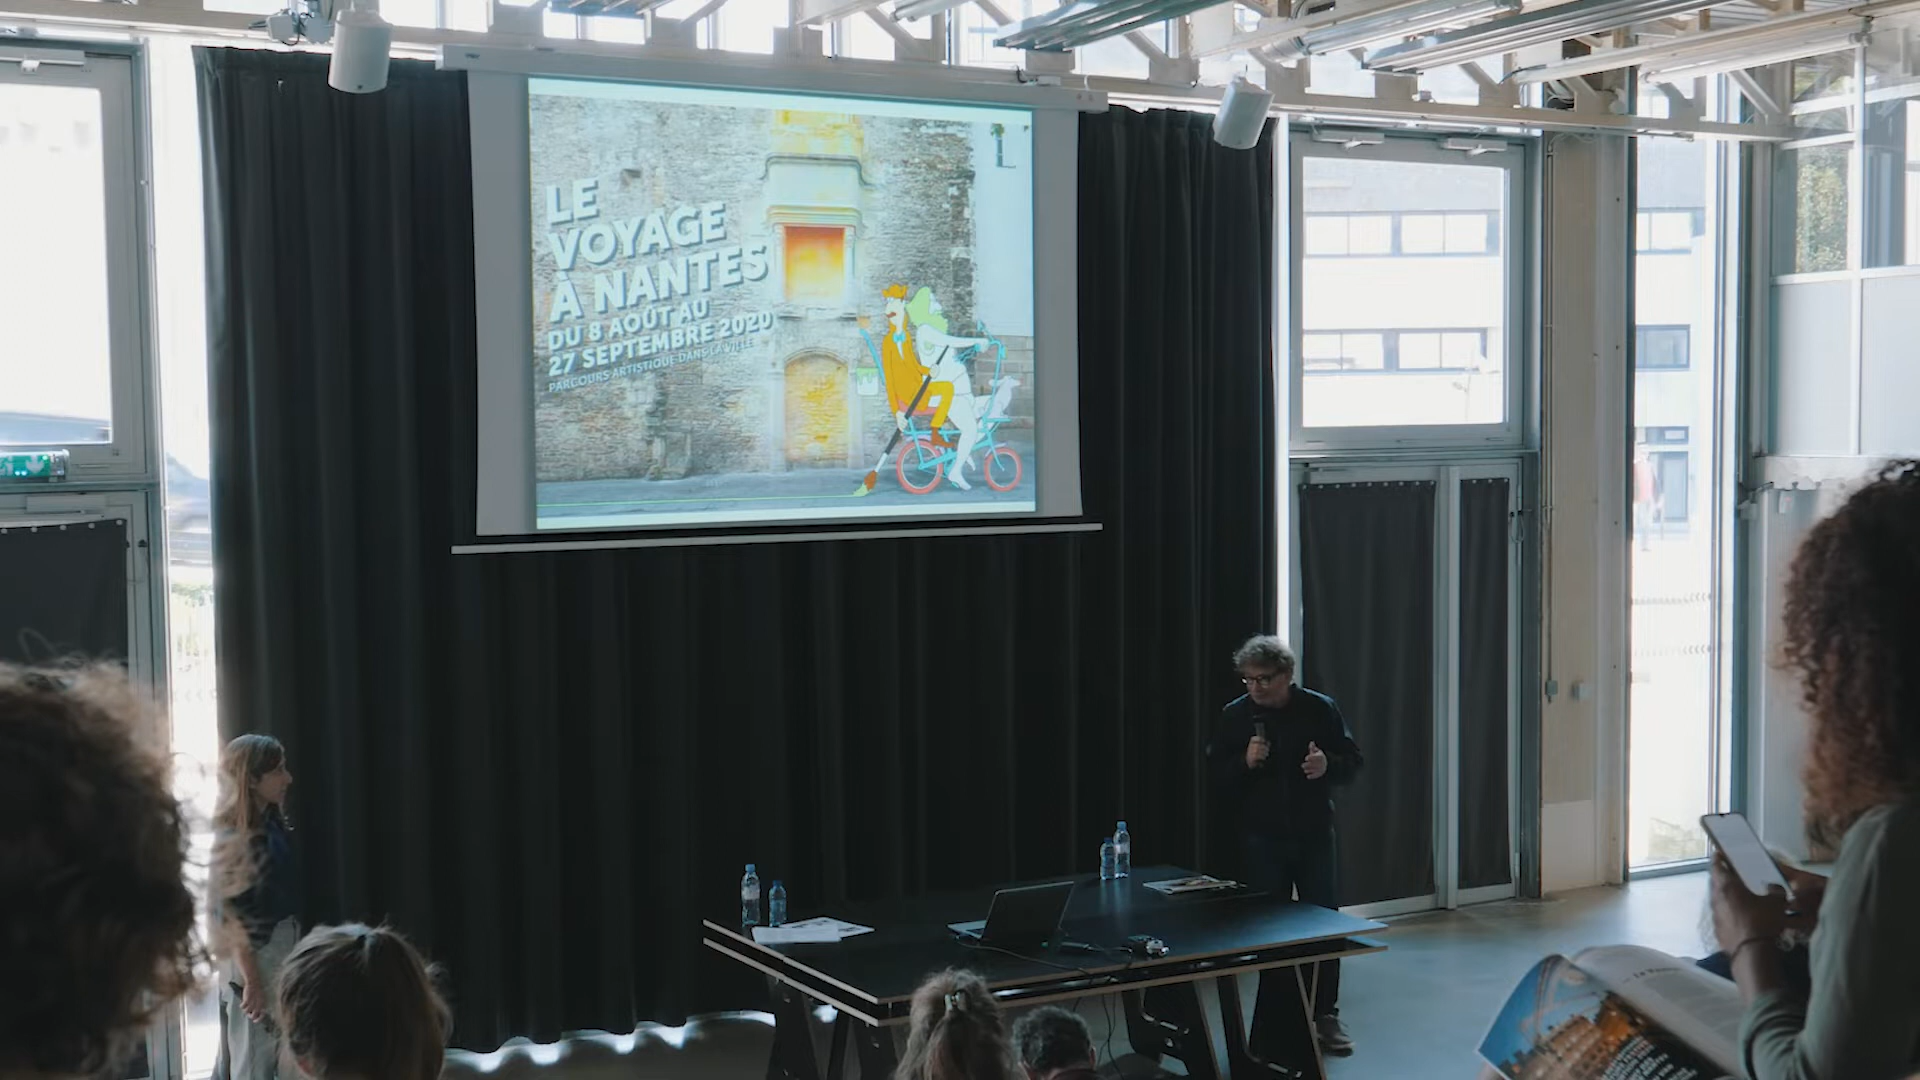 LE
VOYAGE
À NANTES
DU 8 AOÛT AU
27 SEPTEMBRE 2020
PARCOURS ARTISTIQUE DANS LA VILLE